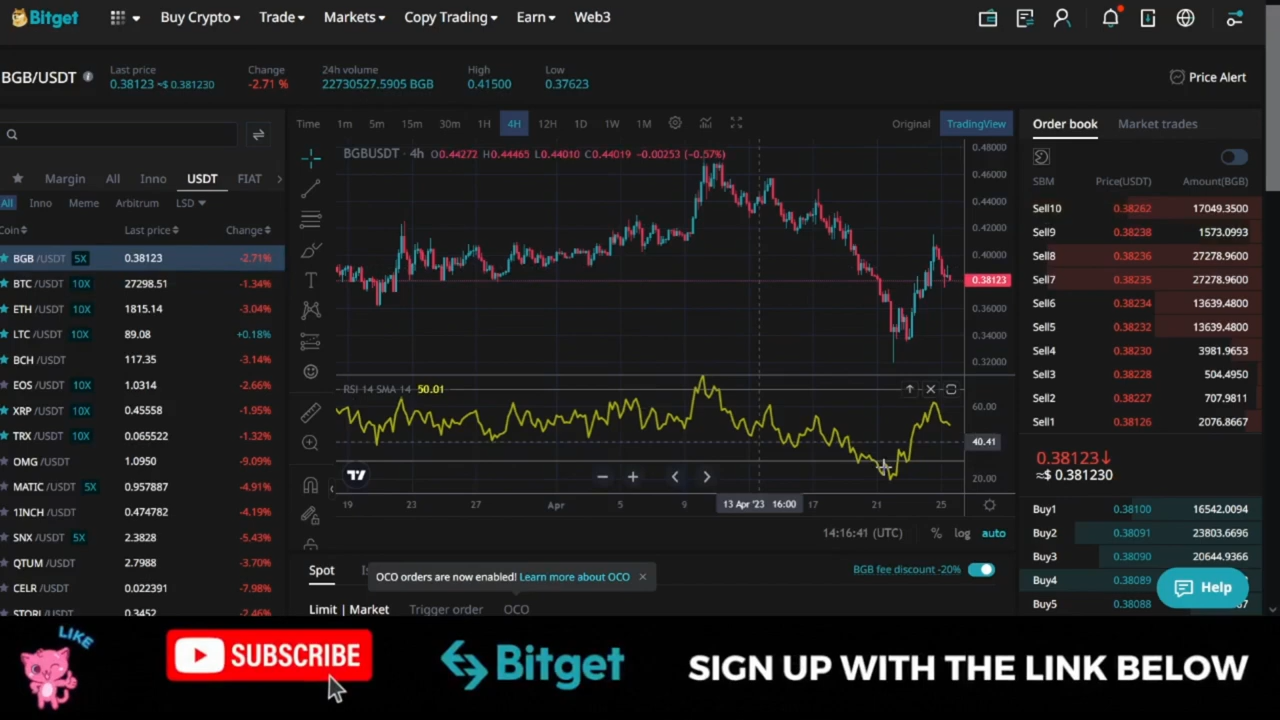 Bitget
Buy Crypto Trade Markets Copy Trading Earn Web3
BGB/USDT
Last price
0.38123 ≈$ 0.381230
Change
-2.71 %
24h volume
22730527.5905 BGB
High
0.41500
Low
0.37623
Price Alert
Margin All Inno USDT FIAT
All Inno Meme Arbitrum LSD
Coin Last price Change
BGB /USDT 5X 0.38123 -2.71%
BTC /USDT 10X 27298.51 -1.34%
ETH /USDT 10X 1815.14 -3.04%
LTC /USDT 10X 89.08 +0.18%
BCH /USDT 117.35 -3.14%
EOS /USDT 10X 1.0314 -2.66%
XRP /USDT 10X 0.45558 -1.95%
TRX /USDT 10X 0.065522 -1.32%
OMG /USDT 1.0950 -9.09%
MATIC /USDT 5X 0.957887 -4.91%
1INCH /USDT 0.474782 -4.19%
SNX /USDT 5X 2.3828 -5.43%
QTUM /USDT 2.7988 -3.70%
CELR /USDT 0.022391 -7.98%
STORJ /USDT 0.3452 -2.46%
Time 1m 5m 15m 30m 1H 4H 12H 1D 1W 1M
Original TradingView
BGBUSDT · 4h O0.44272 H0.44465 L0.44010 C0.44019 -0.00253 (-0.57%)
0.48000
0.46000
0.44000
0.42000
0.40000
0.38123
0.36000
0.34000
0.32000
RSI 14 SMA 14 50.01
60.00
40.41
20.00
19 23 27 Apr 5 9 13 Apr '23 16:00 17 21 25
14:16:41 (UTC) % log auto
Spot
OCO orders are now enabled! Learn more about OCO
BGB fee discount -20%
Limit | Market Trigger order OCO
Order book Market trades
SBM Price(USDT) Amount(BGB)
Sell10 0.38262 17049.3500
Sell9 0.38238 1573.0993
Sell8 0.38236 27278.9600
Sell7 0.38235 27278.9600
Sell6 0.38234 13639.4800
Sell5 0.38232 13639.4800
Sell4 0.38230 3981.9653
Sell3 0.38228 504.4950
Sell2 0.38227 707.9811
Sell1 0.38126 2076.8667
0.38123↓
≈$ 0.381230
Buy1 0.38100 16542.0094
Buy2 0.38091 23803.6696
Buy3 0.38090 20644.9366
Buy4 0.38089
Buy5 0.38088
Help
LIKE
SUBSCRIBE
Bitget
SIGN UP WITH THE LINK BELOW